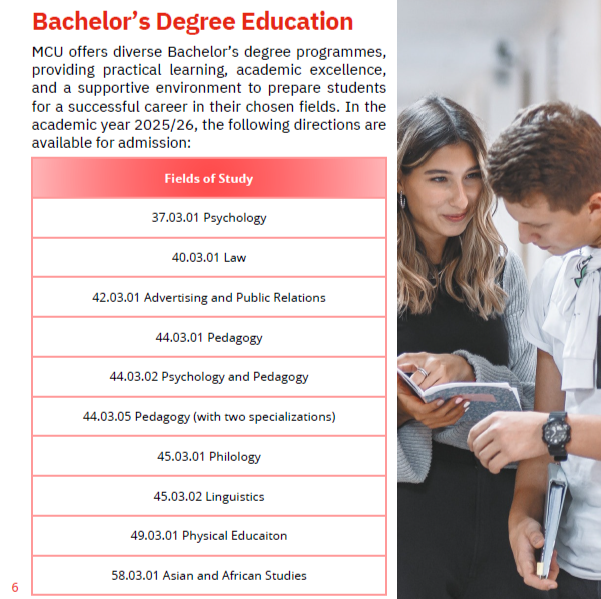 Bachelor’s Degree Education
MCU offers diverse Bachelor’s degree programmes,
providing practical learning, academic excellence,
and a supportive environment to prepare students
for a successful career in their chosen fields. In the
academic year 2025/26, the following directions are
available for admission:
Fields of Study
37.03.01 Psychology
40.03.01 Law
42.03.01 Advertising and Public Relations
44.03.01 Pedagogy
44.03.02 Psychology and Pedagogy
44.03.05 Pedagogy (with two specializations)
45.03.01 Philology
45.03.02 Linguistics
49.03.01 Physical Educaiton
58.03.01 Asian and African Studies
6